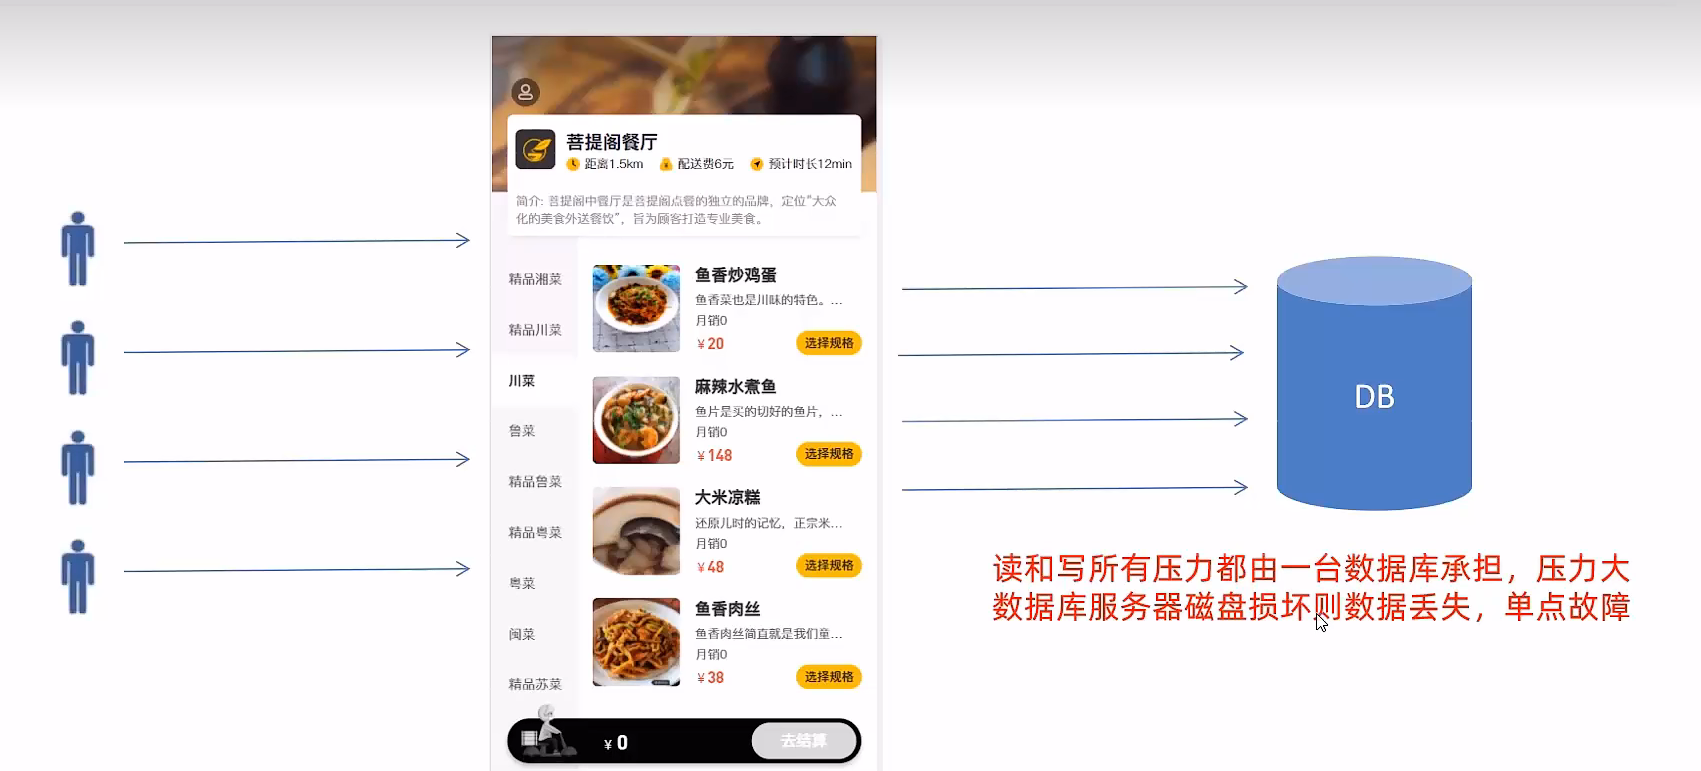 菩提阁餐厅
距离1.5km 配送费6元 预计时长12min
简介: 菩提阁中餐厅是菩提阁点餐的独立的品牌，定位“大众
化的美食外送餐饮”，旨为顾客打造专业美食。
精品湘菜
精品川菜
川菜
鲁菜
精品鲁菜
精品粤菜
粤菜
闽菜
精品苏菜
鱼香炒鸡蛋
鱼香菜也是川味的特色。...
月销0
¥20 选择规格
麻辣水煮鱼
鱼片是买的切好的鱼片，...
月销0
¥148 选择规格
大米凉糕
还原儿时的记忆，正宗米...
月销0
¥48 选择规格
鱼香肉丝
鱼香肉丝简直就是我们童...
月销0
¥38 选择规格
¥0 去结算
DB
读和写所有压力都由一台数据库承担，压力大
数据库服务器磁盘损坏则数据丢失，单点故障